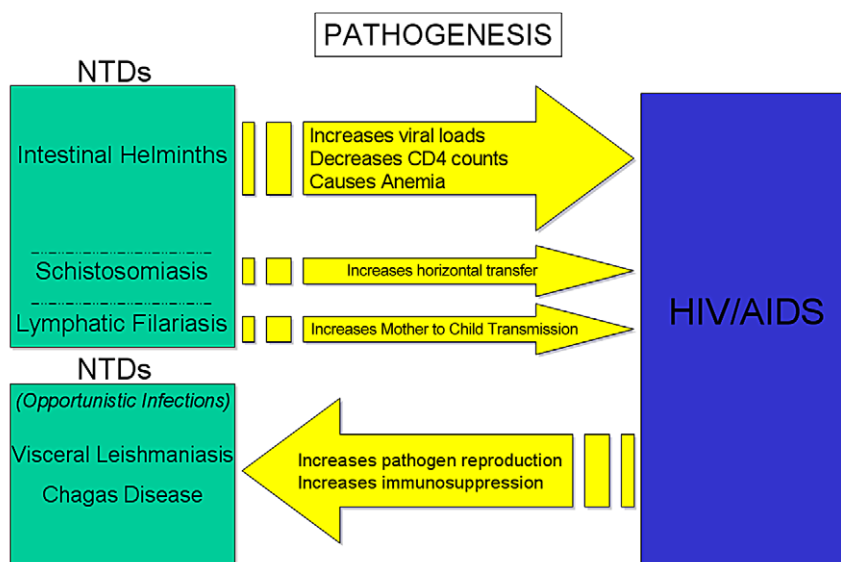 PATHOGENESIS
NTDs
Intestinal Helminths
Increases viral loads
Decreases CD4 counts
Causes Anemia
Schistosomiasis
Increases horizontal transfer
Lymphatic Filariasis
Increases Mother to Child Transmission
HIV/AIDS
NTDs
(Opportunistic Infections)
Visceral Leishmaniasis
Chagas Disease
Increases pathogen reproduction
Increases immunosuppression